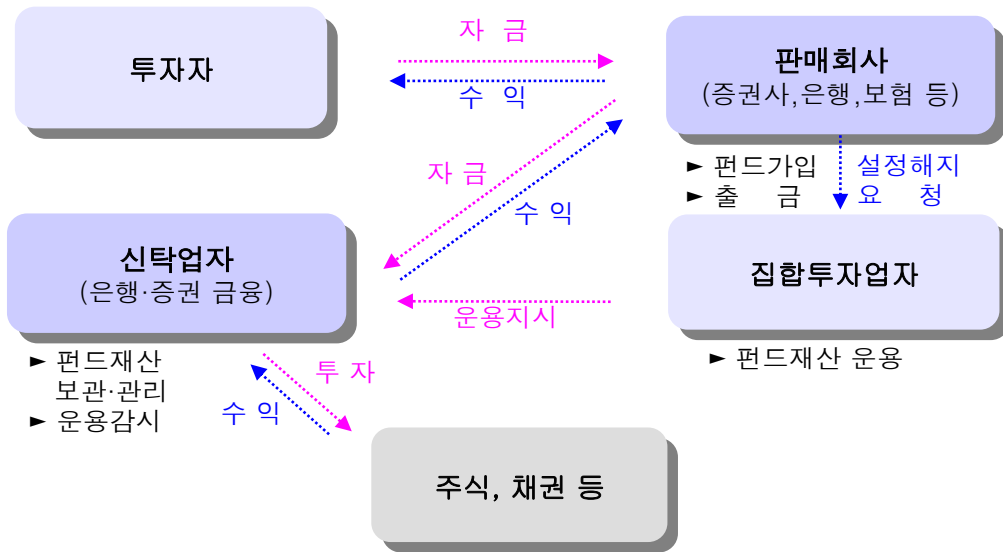 투자자
자 금
수 익
판매회사
(증권사,은행,보험 등)
► 펀드가입
► 출 금
설정해지
요 청
자 금
수 익
신탁업자
(은행·증권 금융)
집합투자업자
운용지시
► 펀드재산
보관·관리
► 운용감시
► 펀드재산 운용
투 자
수 익
주식, 채권 등